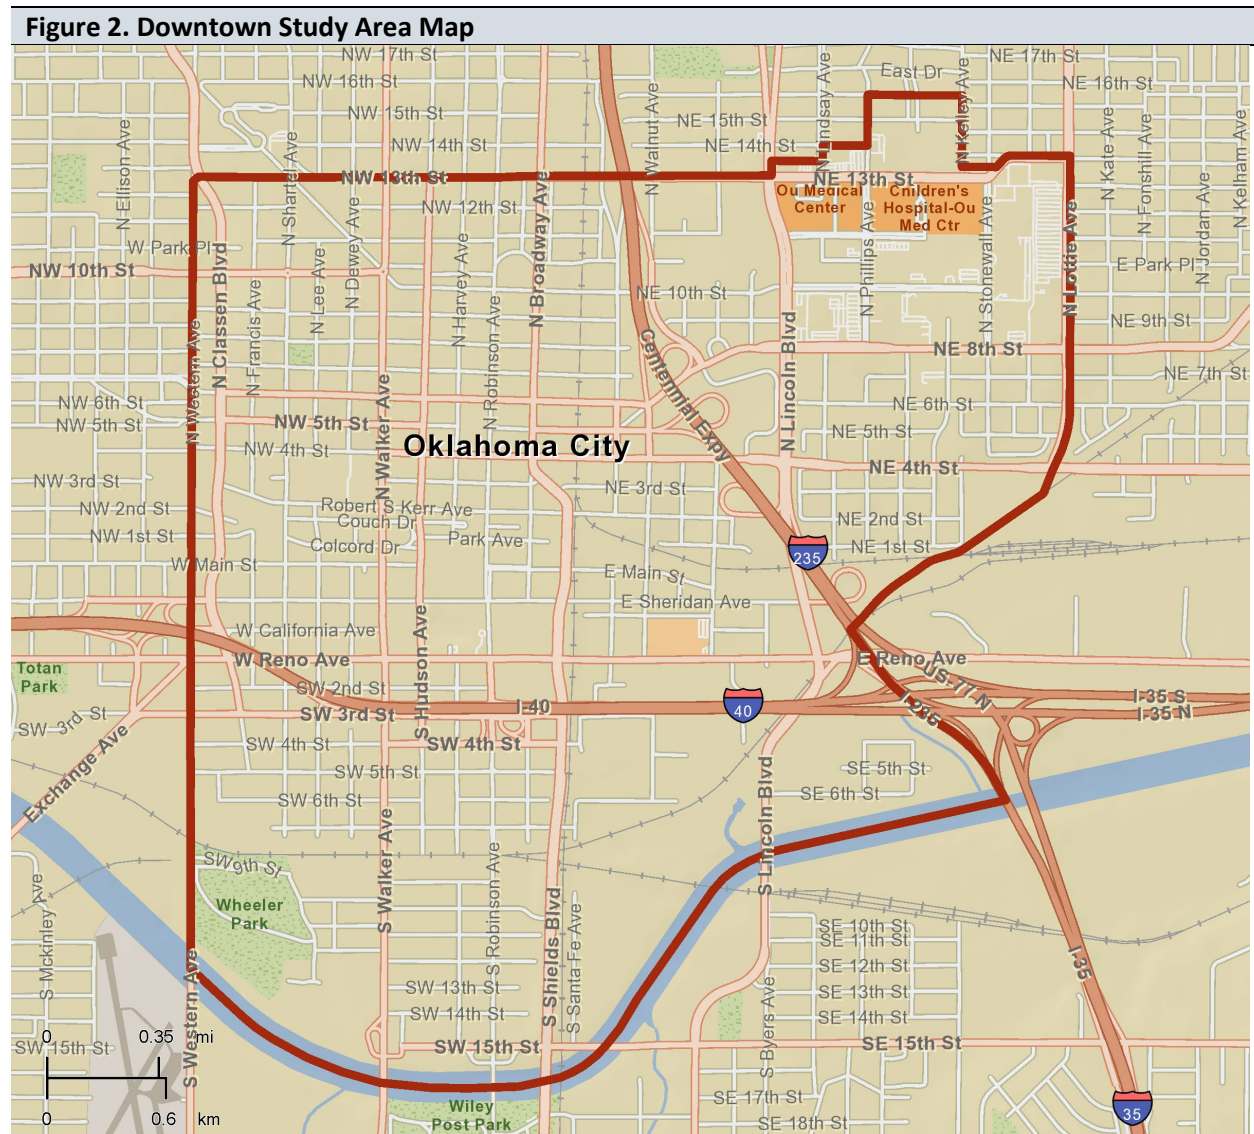 Figure 2. Downtown Study Area Map
NW 17th St
NE 17th St
East Dr
NW 16th St
NE 16th St
N Lindsay Ave
N Kelley Ave
N Walnut Ave
NW 15th St
NE 15th St
N Ellison Ave
N Shartel Ave
NW 14th St
NE 14th St
N Kate Ave
N Fonshill Ave
N Kelham Ave
NW 13th St
NE 13th St
Ou Medical
Center
Children's
Hospital-Ou
Med Ctr
NW 12th St
N Dewey Ave
N Broadway Ave
N Phillips Ave
N Stonewall Ave
N Lottie Ave
N Jordan Ave
W Park Pl
E Park Pl
NW 10th St
NE 10th St
N Classen Blvd
N Lee Ave
N Harvey Ave
N Francis Ave
N Robinson Ave
NE 9th St
N Western Ave
Centennial Expy
N Lincoln Blvd
NE 8th St
NE 7th St
N Walker Ave
NW 6th St
NE 6th St
NW 5th St
NW 5th St
NE 5th St
Oklahoma City
NW 4th St
NE 4th St
NW 3rd St
NE 3rd St
NW 2nd St
Robert S Kerr Ave
Couch Dr
NE 2nd St
NW 1st St
Colcord Dr
Park Ave
NE 1st St
235
W Main St
E Main St
E Sheridan Ave
W California Ave
S Hudson Ave
W Reno Ave
E Reno Ave
Totan
Park
SW 2nd St
US-77 N
I-235
I-35 S
I-35 N
I-40
40
SW 3rd St
SW 3rd St
Exchange Ave
SW 4th St
SW 4th St
SW 5th St
SE 5th St
SW 6th St
SE 6th St
S Lincoln Blvd
S Walker Ave
SW 9th St
Wheeler
Park
S Mckinley Ave
S Robinson Ave
S Shields Blvd
S Santa Fe Ave
SE 10th St
SE 11th St
SE 12th St
I-35
SW 13th St
SE 13th St
SW 14th St
SE 14th St
S Western Ave
S Byers Ave
0 0.35 mi
SW 15th St
SW 15th St
SE 15th St
0 0.6 km
Wiley
Post Park
SE 17th St
SE 18th St
35